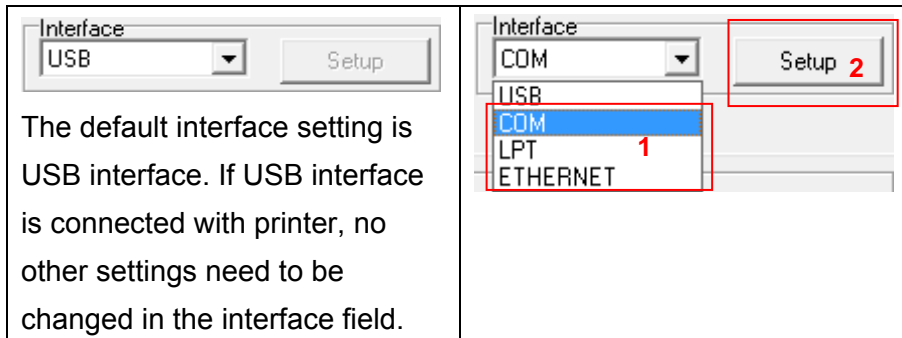 Interface
USB
Setup
The default interface setting is
USB interface. If USB interface
is connected with printer, no
other settings need to be
changed in the interface field.
Interface
COM
Setup 2
USB
COM
LPT 1
ETHERNET